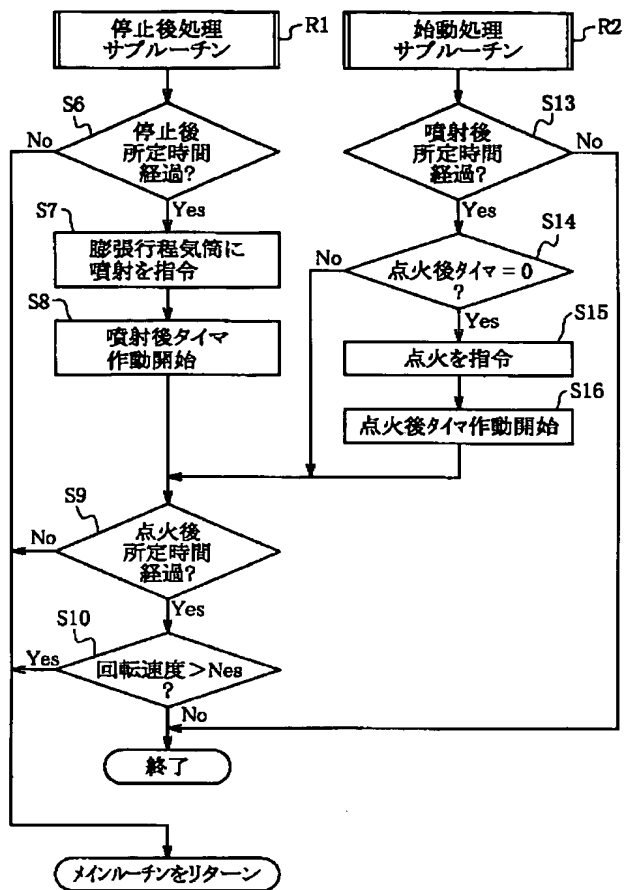 停止後処理
サブルーチン
R1
始動処理
サブルーチン
R2
S6
停止後
所定時間
経過?
No
Yes
S7
膨張行程気筒に
噴射を指令
S8
噴射後タイマ
作動開始
S13
噴射後
所定時間
経過?
No
Yes
S14
点火後タイマ=0
?
No
Yes
S15
点火を指令
S16
点火後タイマ作動開始
S9
点火後
所定時間
経過?
No
Yes
S10
回転速度>Nes
?
Yes
No
終了
メインルーチンをリターン